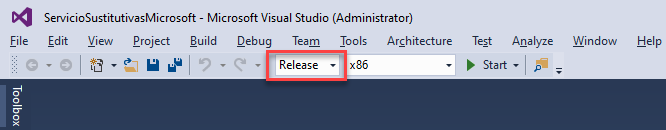 ServicioSustitutivasMicrosoft - Microsoft Visual Studio (Administrator)
File Edit View Project Build Debug Team Tools Architecture Test Analyze Window Help
Release x86 Start
Toolbox